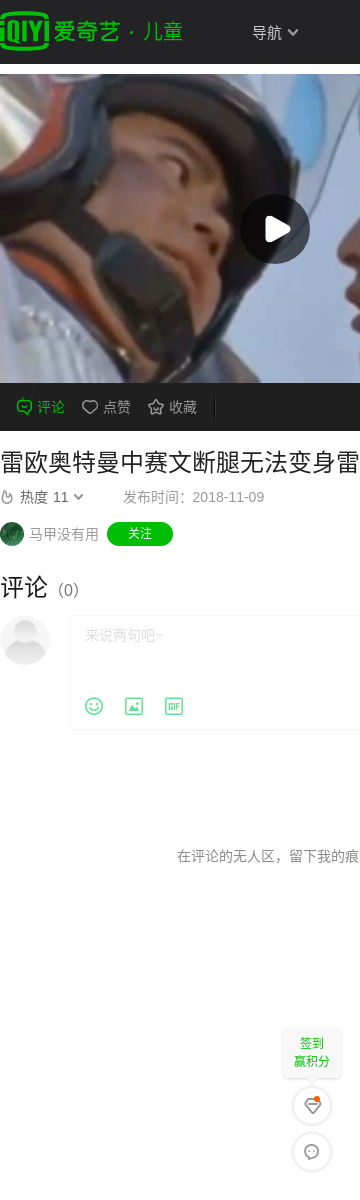 QIYI 爱奇艺 · 儿童 导航
评论 点赞 收藏
雷欧奥特曼中赛文断腿无法变身雷
热度 11 发布时间：2018-11-09
马甲没有用 关注
评论（0）
来说两句吧~
GIF
在评论的无人区，留下我的痕
签到
赢积分